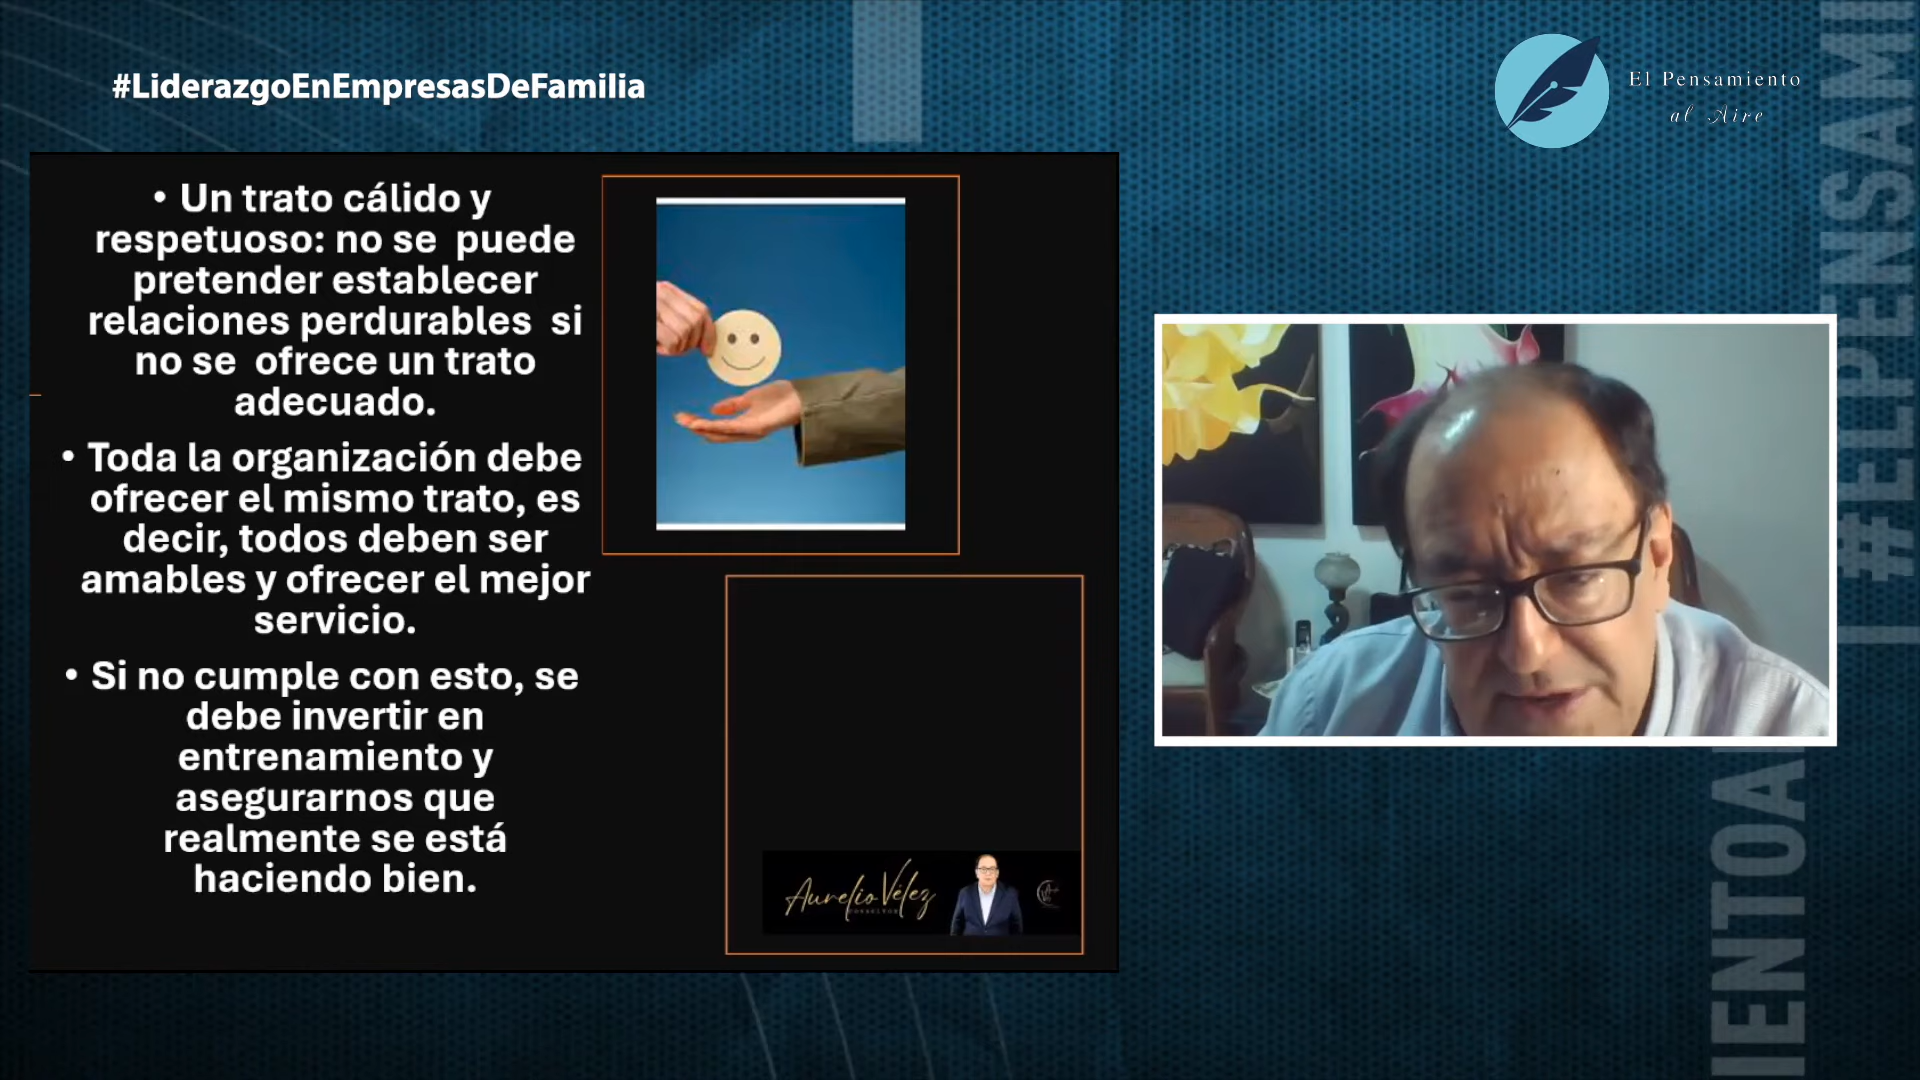 #LiderazgoEnEmpresasDeFamilia
El Pensamiento
al Aire
• Un trato cálido y
respetuoso: no se puede
pretender establecer
relaciones perdurables si
no se ofrece un trato
adecuado.
• Toda la organización debe
ofrecer el mismo trato, es
decir, todos deben ser
amables y ofrecer el mejor
servicio.
• Si no cumple con esto, se
debe invertir en
entrenamiento y
asegurarnos que
realmente se está
haciendo bien.
Aurelio Vélez
CONSULTOR
#ELPENSAMI
IENTOA